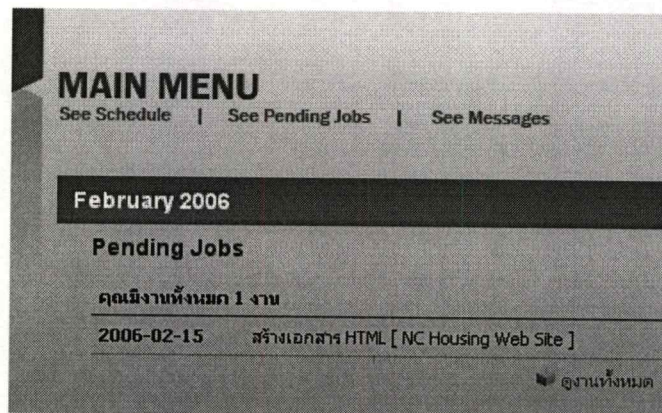 MAIN MENU
See Schedule | See Pending Jobs | See Messages
February 2006
Pending Jobs
คุณมีงานทั้งหมด 1 งาน
2006-02-15 สร้างเอกสาร HTML [ NC Housing Web Site ]
ดูงานทั้งหมด